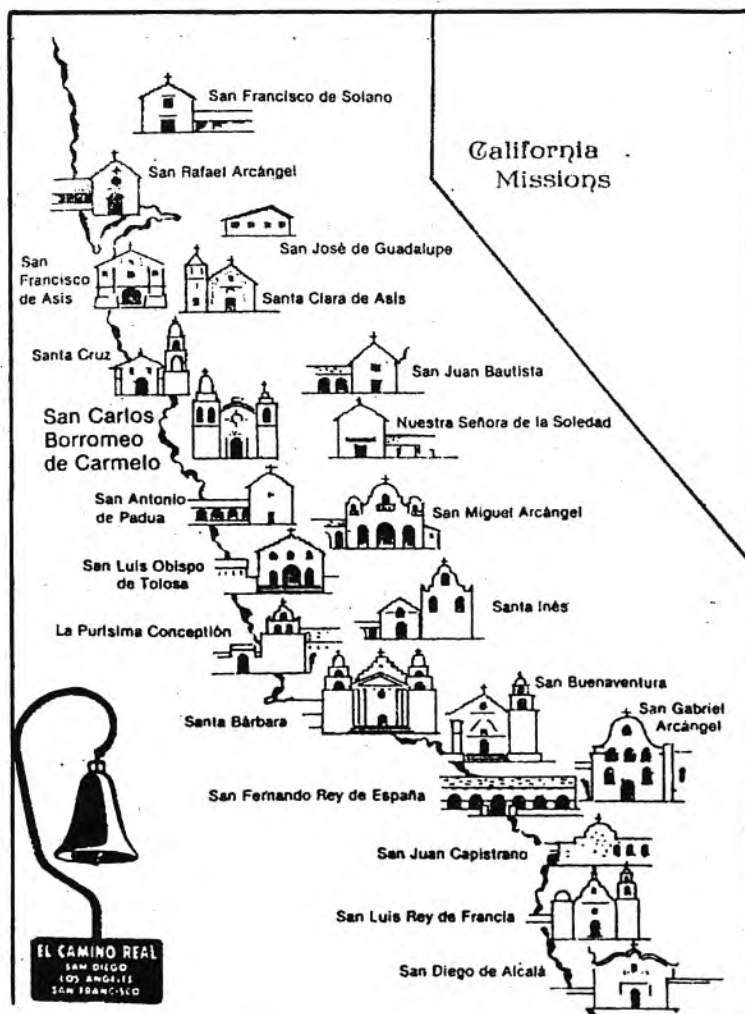 San Francisco de Solano
California
Missions
San Rafael Arcángel
San José de Guadalupe
San
Francisco
de Asis
Santa Clara de Asis
Santa Cruz
San Juan Bautista
San Carlos
Borromeo
de Carmelo
Nuestra Señora de la Soledad
San Antonio
de Padua
San Miguel Arcángel
San Luis Obispo
de Tolosa
Santa Inés
La Purísima Conceptión
San Buenaventura
Santa Bárbara
San Gabriel
Arcángel
San Fernando Rey de España
San Juan Capistrano
San Luis Rey de Francia
San Diego de Alcalá
EL CAMINO REAL
SAN DIEGO
LOS ANGELES
SAN FRANCISCO